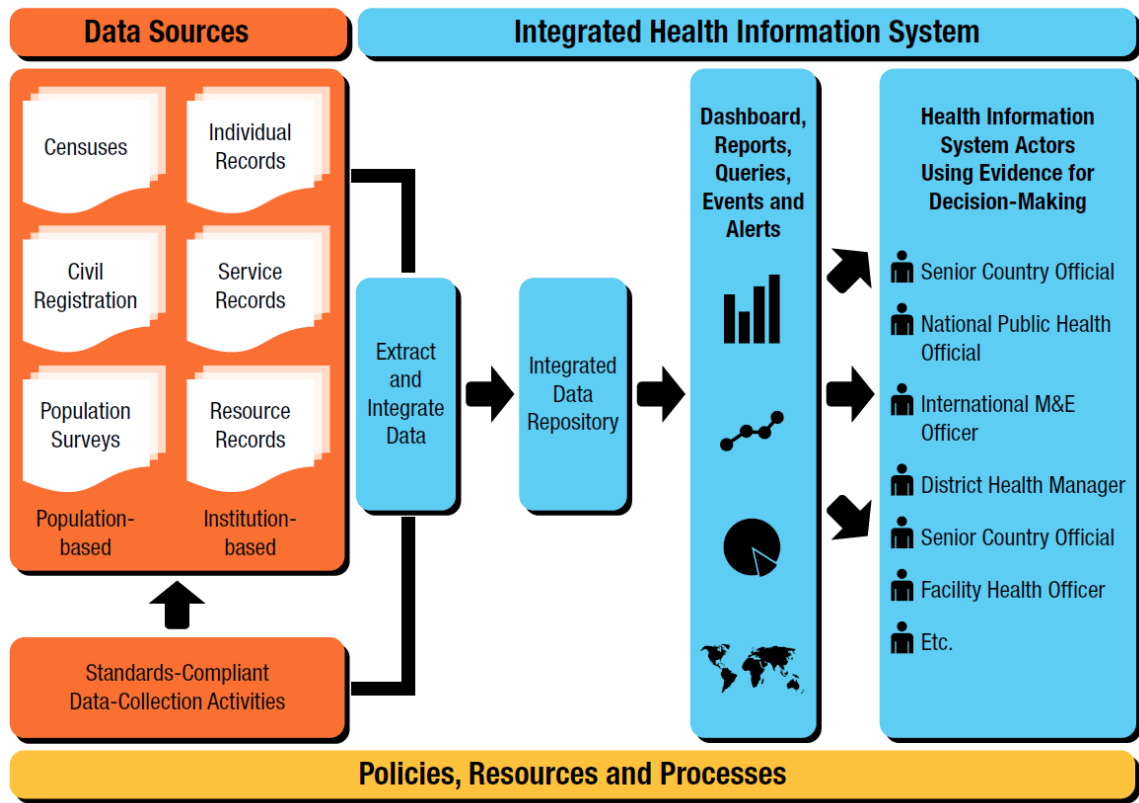 Data Sources
Integrated Health Information System
Censuses
Individual
Records
Civil
Registration
Service
Records
Population
Surveys
Resource
Records
Population-
based
Institution-
based
Standards-Compliant
Data-Collection Activities
Extract
and
Integrate
Data
Integrated
Data
Repository
Dashboard,
Reports,
Queries,
Events and
Alerts
Health Information
System Actors
Using Evidence for
Decision-Making
Senior Country Official
National Public Health
Official
International M&E
Officer
District Health Manager
Senior Country Official
Facility Health Officer
Etc.
Policies, Resources and Processes